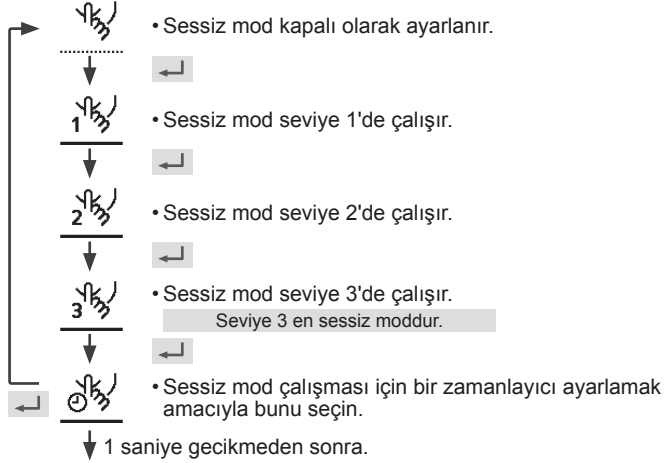 • Sessiz mod kapalı olarak ayarlanır.
1
• Sessiz mod seviye 1'de çalışır.
2
• Sessiz mod seviye 2'de çalışır.
3
• Sessiz mod seviye 3'de çalışır.
Seviye 3 en sessiz moddur.
• Sessiz mod çalışması için bir zamanlayıcı ayarlamak
amacıyla bunu seçin.
1 saniye gecikmeden sonra.